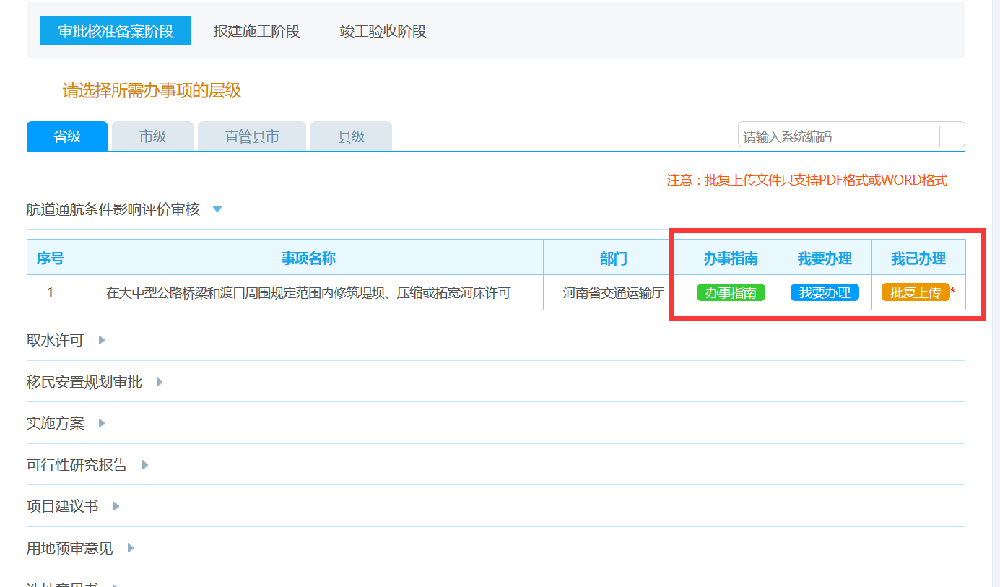 审批核准备案阶段 报建施工阶段 竣工验收阶段
请选择所需办事项的层级
省级 市级 直管县市 县级 请输入系统编码
注意：批复上传文件只支持PDF格式或WORD格式
航道通航条件影响评价审核
序号 事项名称 部门 办事指南 我要办理 我已办理
1 在大中型公路桥梁和渡口周围规定范围内修筑堤坝、压缩或拓宽河床许可 河南省交通运输厅 办事指南 我要办理 批复上传*
取水许可
移民安置规划审批
实施方案
可行性研究报告
项目建议书
用地预审意见